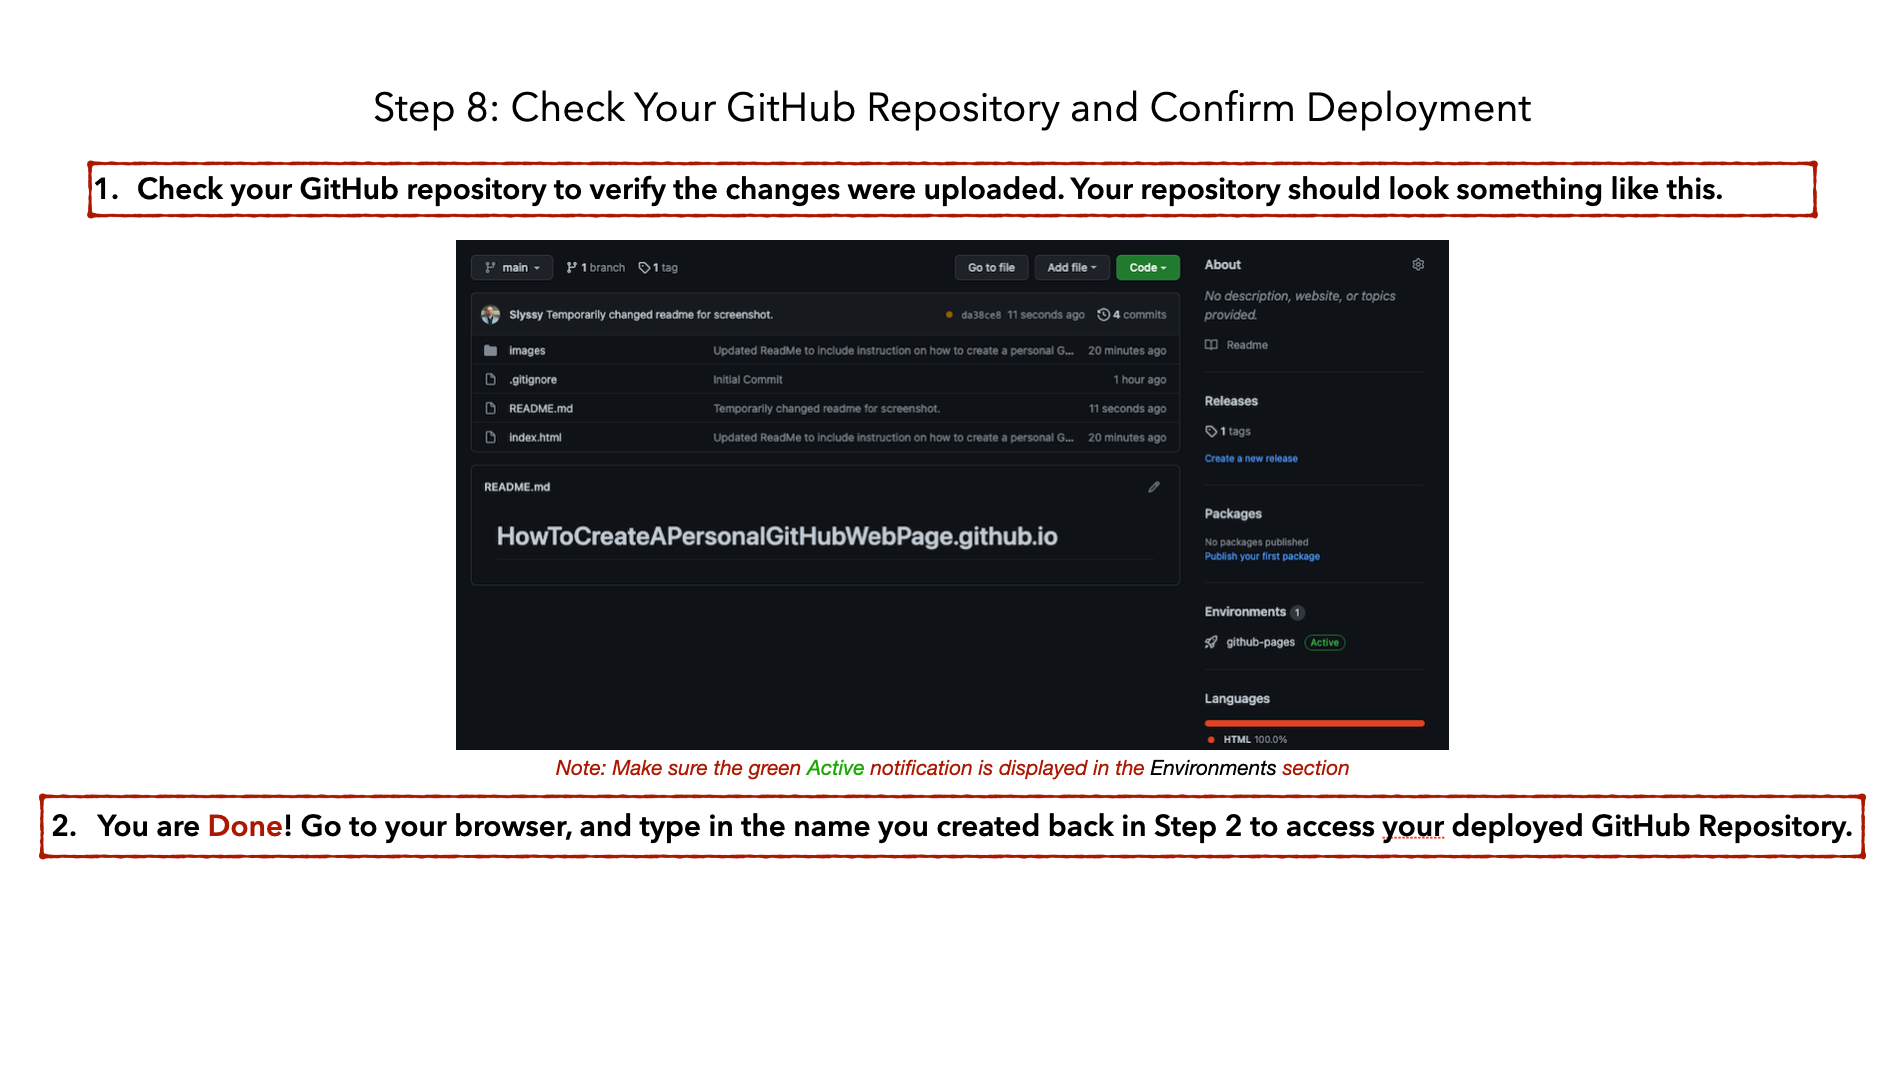 Step 8: Check Your GitHub Repository and Confirm Deployment
1. Check your GitHub repository to verify the changes were uploaded. Your repository should look something like this.
main 1 branch 1 tag Go to file Add file Code
Slyssy Temporarily changed readme for screenshot. da38ce8 11 seconds ago 4 commits
images Updated ReadMe to include instruction on how to create a personal G... 20 minutes ago
.gitignore Initial Commit 1 hour ago
README.md Temporarily changed readme for screenshot. 11 seconds ago
index.html Updated ReadMe to include instruction on how to create a personal G... 20 minutes ago
README.md
HowToCreateAPersonalGitHubWebPage.github.io
About
No description, website, or topics
provided.
Readme
Releases
1 tags
Create a new release
Packages
No packages published
Publish your first package
Environments 1
github-pages Active
Languages
HTML 100.0%
Note: Make sure the green Active notification is displayed in the Environments section
2. You are Done! Go to your browser, and type in the name you created back in Step 2 to access your deployed GitHub Repository.